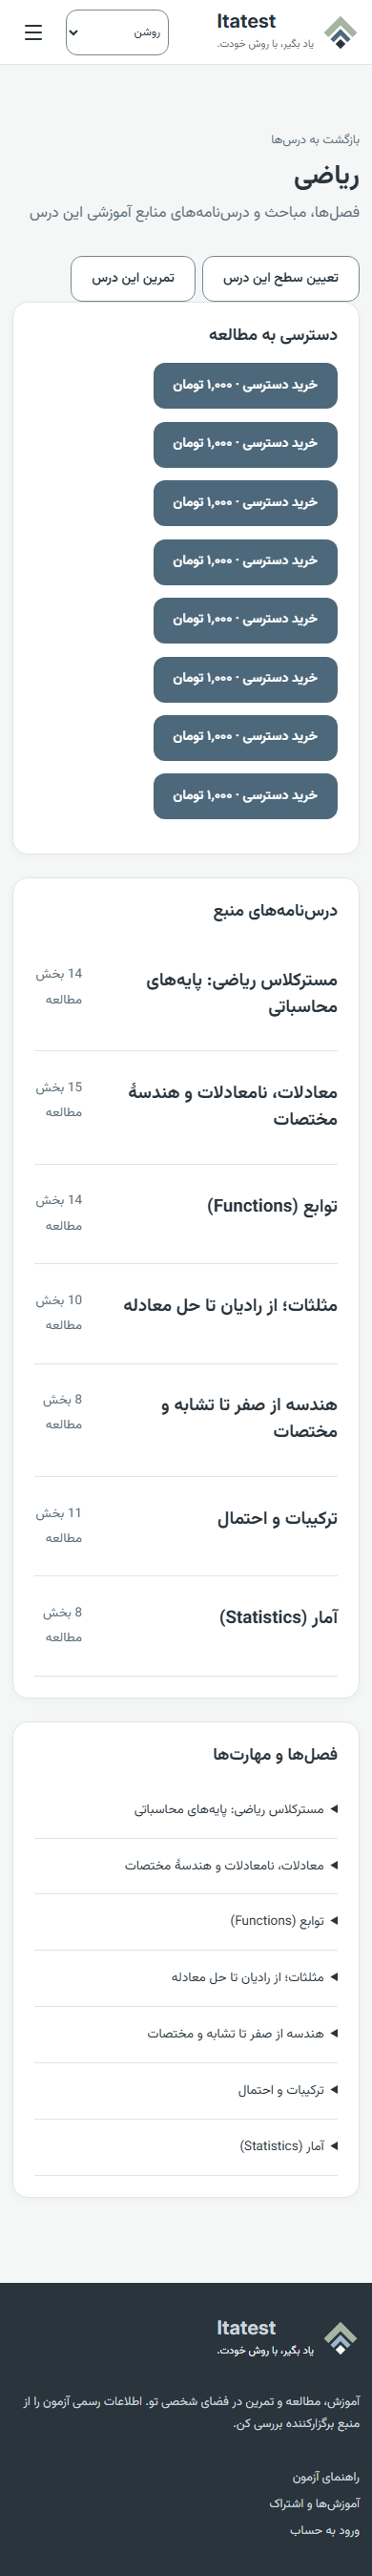 Itatest
یاد بگیر، با روش خودت.
روشن
بازگشت به درس‌ها
ریاضی
فصل‌ها، مباحث و درس‌نامه‌های منابع آموزشی این درس
تعیین سطح این درس
تمرین این درس
دسترسی به مطالعه
خرید دسترسی · ۱,۰۰۰ تومان
خرید دسترسی · ۱,۰۰۰ تومان
خرید دسترسی · ۱,۰۰۰ تومان
خرید دسترسی · ۱,۰۰۰ تومان
خرید دسترسی · ۱,۰۰۰ تومان
خرید دسترسی · ۱,۰۰۰ تومان
خرید دسترسی · ۱,۰۰۰ تومان
خرید دسترسی · ۱,۰۰۰ تومان
درس‌نامه‌های منبع
مسترکلاس ریاضی: پایه‌های
محاسباتی
14 بخش
مطالعه
معادلات، نامعادلات و هندسهٔ
مختصات
15 بخش
مطالعه
توابع (Functions)
14 بخش
مطالعه
مثلثات؛ از رادیان تا حل معادله
10 بخش
مطالعه
هندسه از صفر تا تشابه و
مختصات
8 بخش
مطالعه
ترکیبات و احتمال
11 بخش
مطالعه
آمار (Statistics)
8 بخش
مطالعه
فصل‌ها و مهارت‌ها
مسترکلاس ریاضی: پایه‌های محاسباتی
معادلات، نامعادلات و هندسهٔ مختصات
توابع (Functions)
مثلثات؛ از رادیان تا حل معادله
هندسه از صفر تا تشابه و مختصات
ترکیبات و احتمال
آمار (Statistics)
Itatest
یاد بگیر، با روش خودت.
آموزش، مطالعه و تمرین در فضای شخصی تو. اطلاعات رسمی آزمون را از
منبع برگزارکننده بررسی کن.
راهنمای آزمون
آموزش‌ها و اشتراک
ورود به حساب